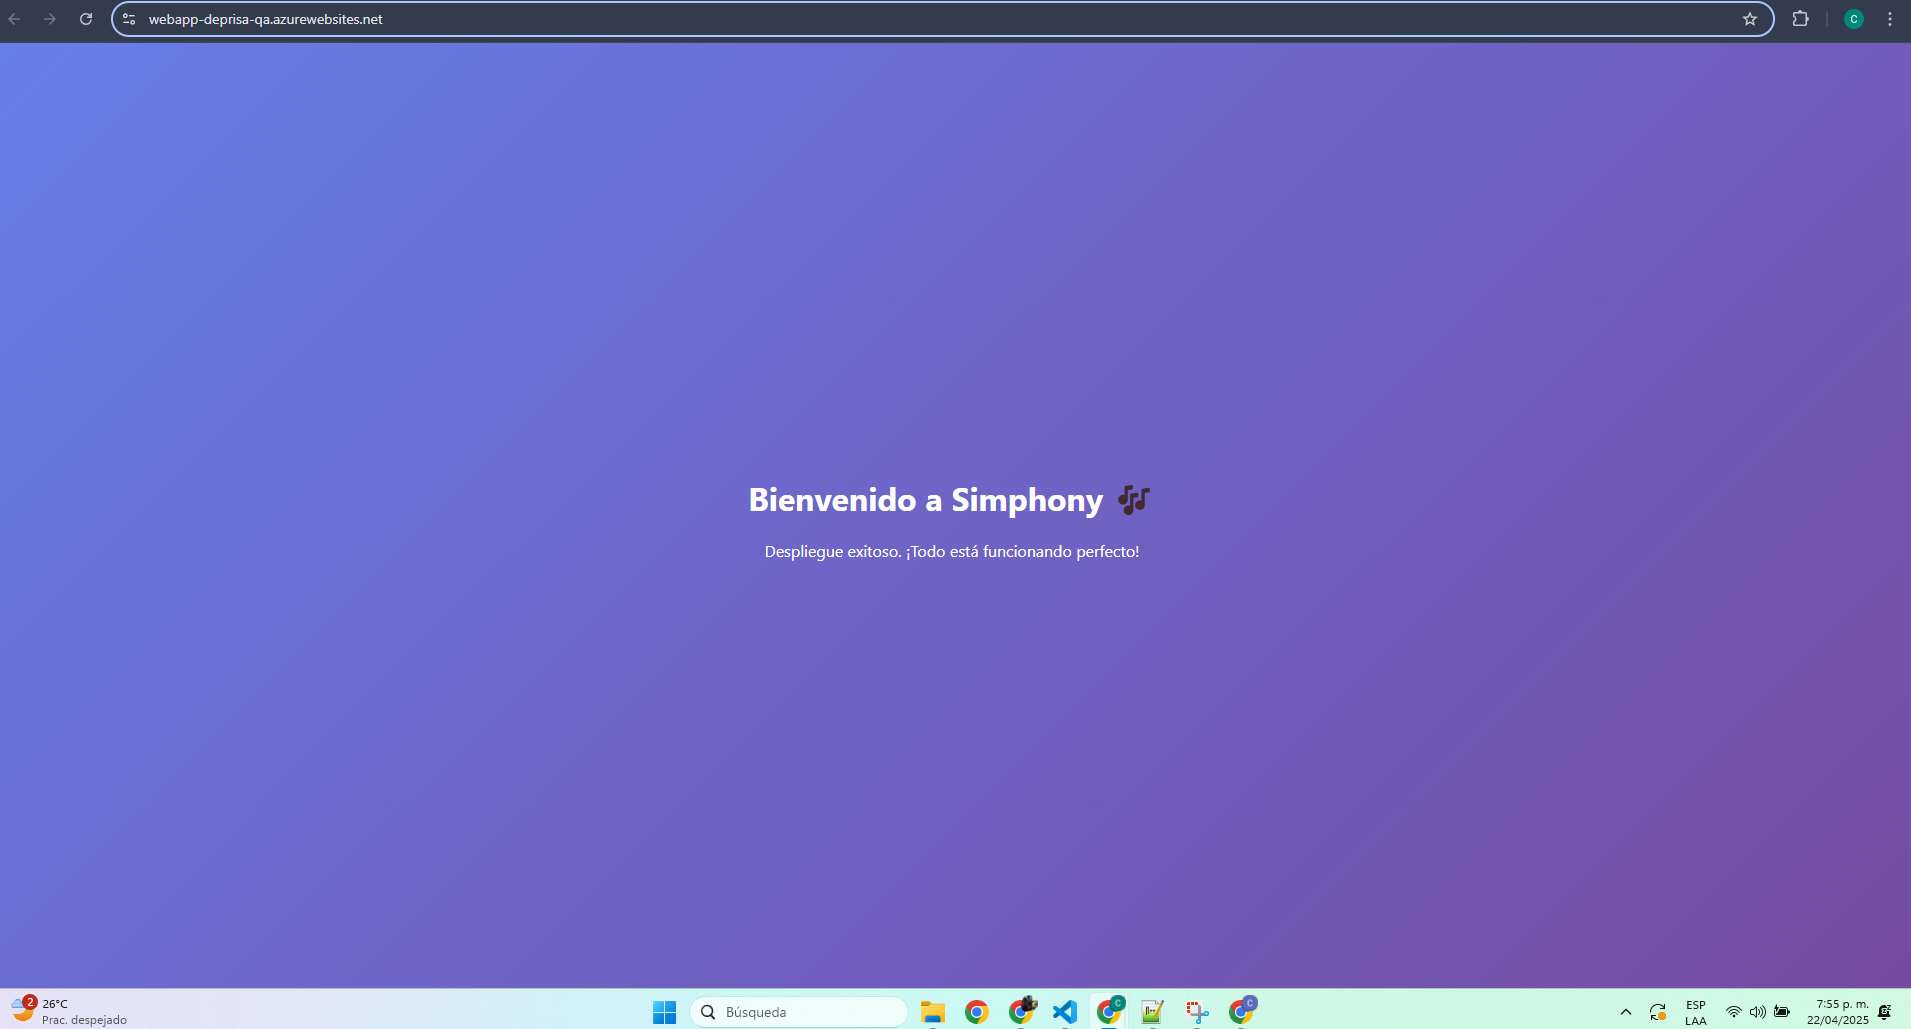 webapp-deprisa-qa.azurewebsites.net
C
Bienvenido a Simphony 🎶
Despliegue exitoso. ¡Todo está funcionando perfecto!
2
26°C
Prac. despejado
Búsqueda
C
C
ESP
LAA
7:55 p. m.
22/04/2025